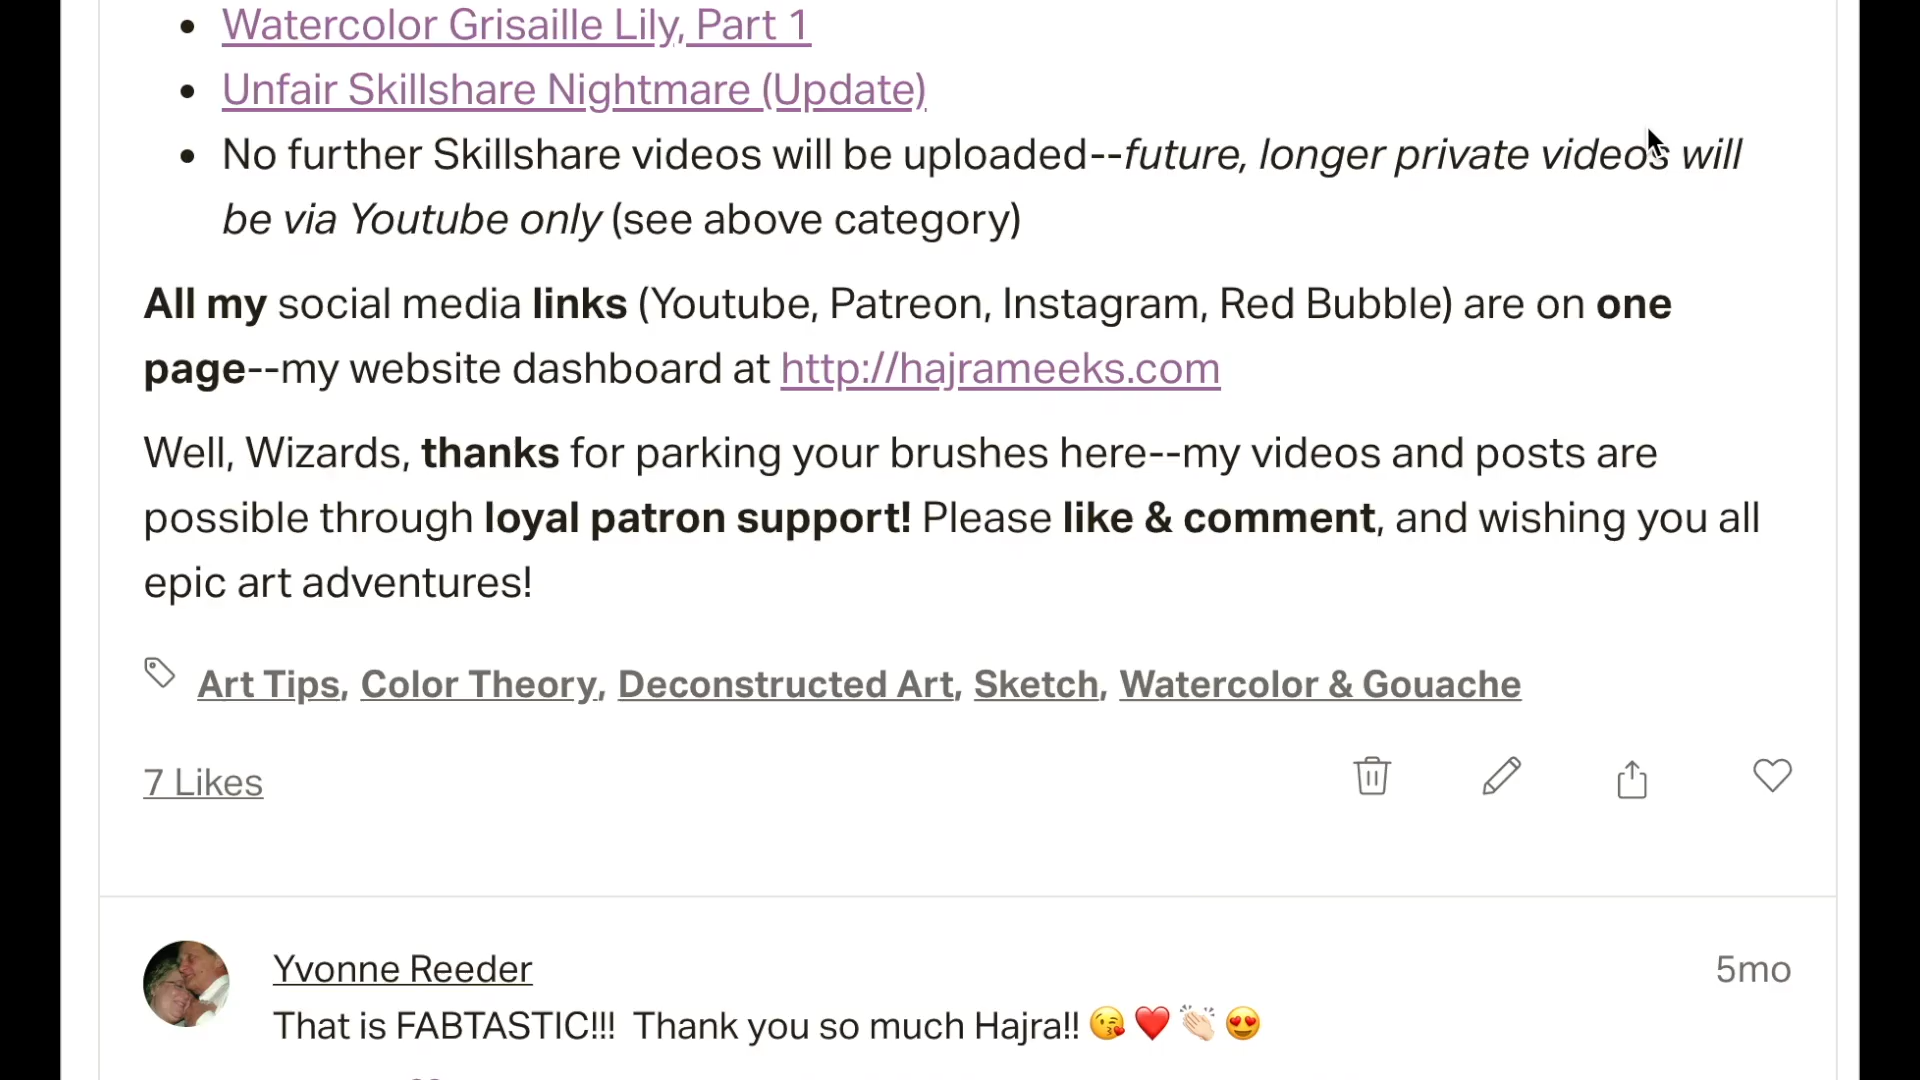 Watercolor Grisaille Lily, Part 1
Unfair Skillshare Nightmare (Update)
No further Skillshare videos will be uploaded--future, longer private videos will
be via Youtube only (see above category)
All my social media links (Youtube, Patreon, Instagram, Red Bubble) are on one
page--my website dashboard at http://hajrameeks.com
Well, Wizards, thanks for parking your brushes here--my videos and posts are
possible through loyal patron support! Please like & comment, and wishing you all
epic art adventures!
Art Tips, Color Theory, Deconstructed Art, Sketch, Watercolor & Gouache
7 Likes
Yvonne Reeder
5mo
That is FABTASTIC!!! Thank you so much Hajra!! 😘❤️👏🏻😍